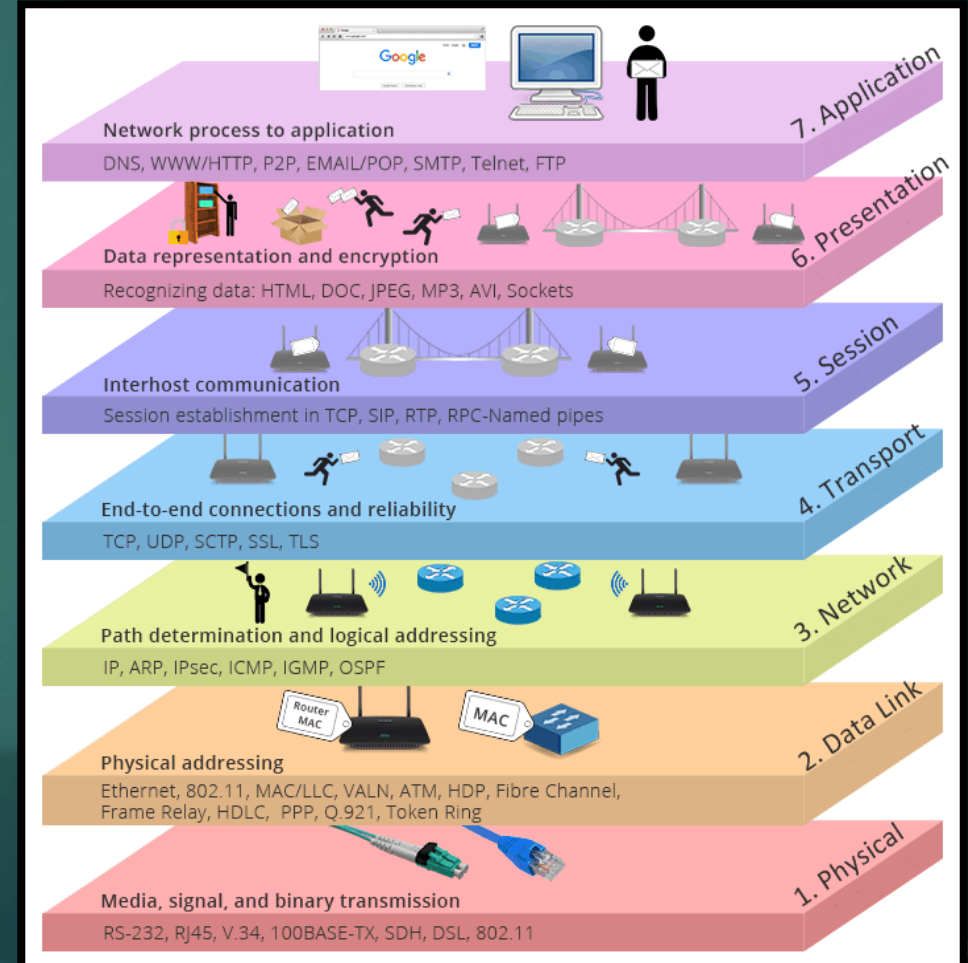 Google
7. Application
Network process to application
DNS, WWW/HTTP, P2P, EMAIL/POP, SMTP, Telnet, FTP
6. Presentation
Data representation and encryption
Recognizing data: HTML, DOC, JPEG, MP3, AVI, Sockets
5. Session
Interhost communication
Session establishment in TCP, SIP, RTP, RPC-Named pipes
4. Transport
End-to-end connections and reliability
TCP, UDP, SCTP, SSL, TLS
3. Network
Path determination and logical addressing
IP, ARP, IPsec, ICMP, IGMP, OSPF
Router
MAC
MAC
2. Data Link
Physical addressing
Ethernet, 802.11, MAC/LLC, VALN, ATM, HDP, Fibre Channel,
Frame Relay, HDLC, PPP, Q.921, Token Ring
1. Physical
Media, signal, and binary transmission
RS-232, RJ45, V.34, 100BASE-TX, SDH, DSL, 802.11